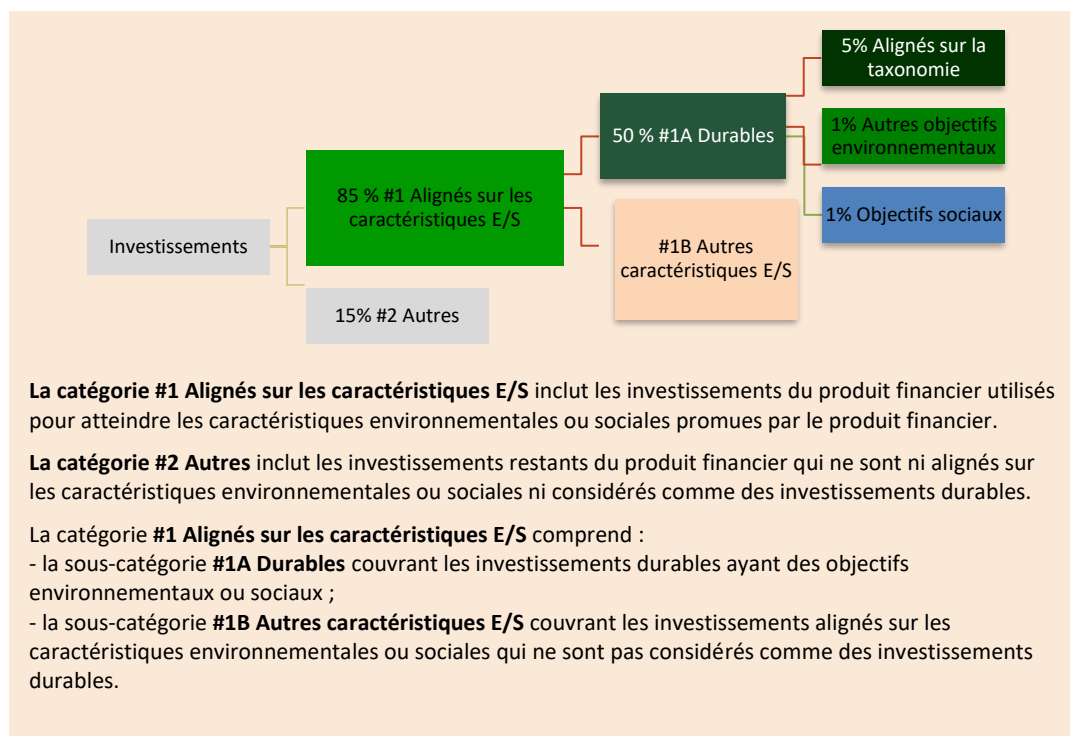 5% Alignés sur la
taxonomie
50 % #1A Durables
1% Autres objectifs
environnementaux
85 % #1 Alignés sur les
caractéristiques E/S
1% Objectifs sociaux
Investissements
#1B Autres
caractéristiques E/S
15% #2 Autres
La catégorie #1 Alignés sur les caractéristiques E/S inclut les investissements du produit financier utilisés
pour atteindre les caractéristiques environnementales ou sociales promues par le produit financier.
La catégorie #2 Autres inclut les investissements restants du produit financier qui ne sont ni alignés sur
les caractéristiques environnementales ou sociales ni considérés comme des investissements durables.
La catégorie #1 Alignés sur les caractéristiques E/S comprend :
- la sous-catégorie #1A Durables couvrant les investissements durables ayant des objectifs
environnementaux ou sociaux ;
- la sous-catégorie #1B Autres caractéristiques E/S couvrant les investissements alignés sur les
caractéristiques environnementales ou sociales qui ne sont pas considérés comme des investissements
durables.